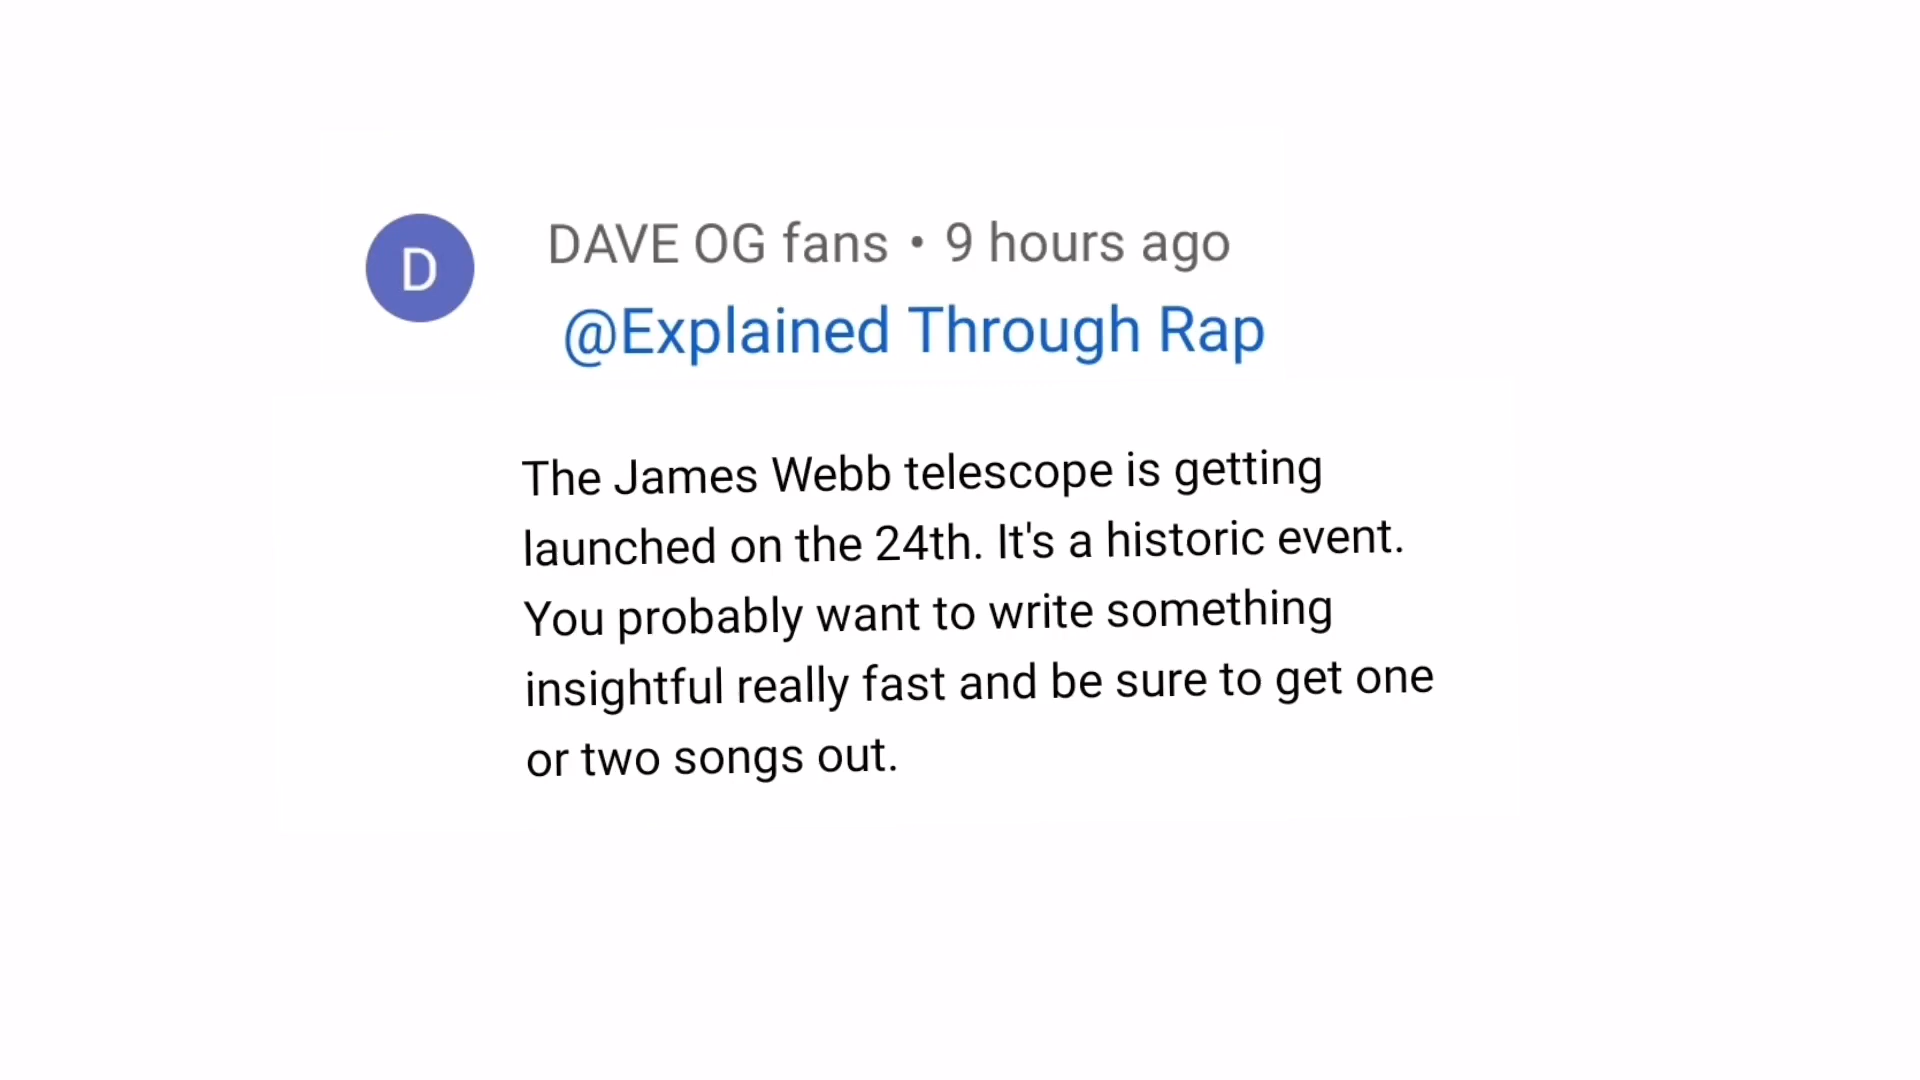 D
DAVE OG fans • 9 hours ago
@Explained Through Rap
The James Webb telescope is getting
launched on the 24th. It's a historic event.
You probably want to write something
insightful really fast and be sure to get one
or two songs out.